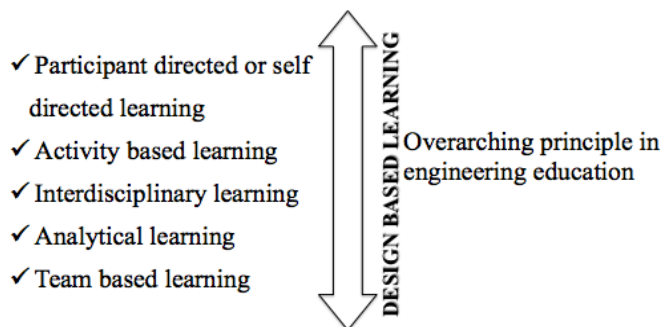 ✓ Participant directed or self
directed learning
✓ Activity based learning
✓ Interdisciplinary learning
✓ Analytical learning
✓ Team based learning
DESIGN BASED LEARNING
Overarching principle in
engineering education